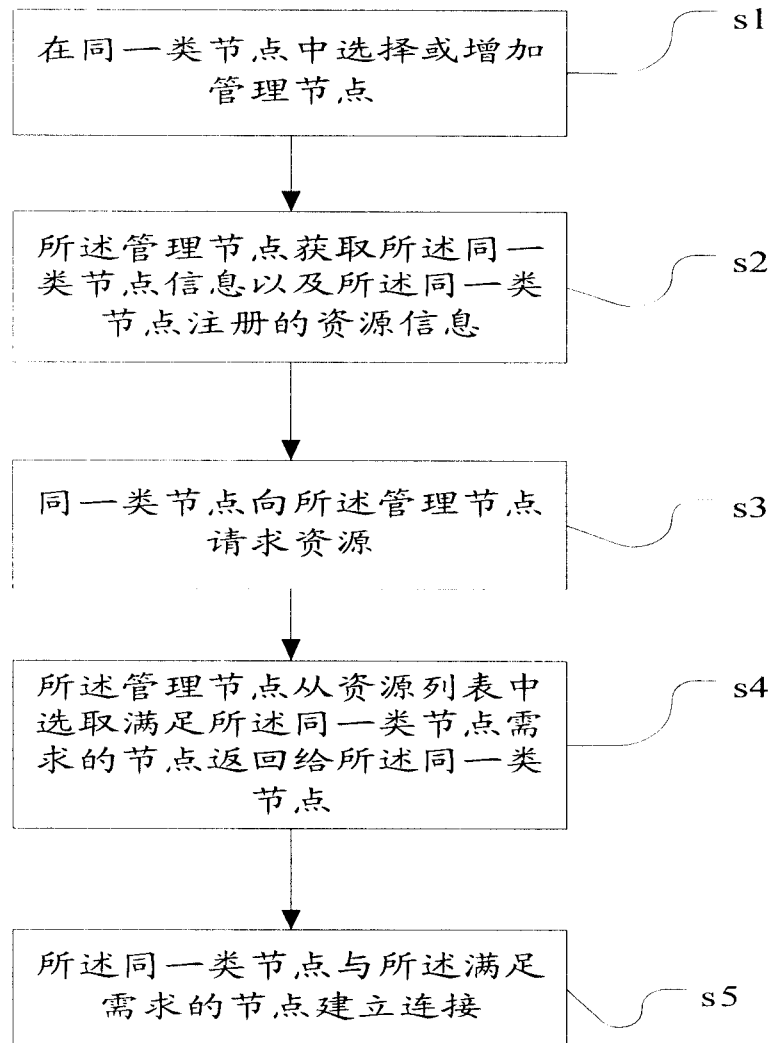 在同一类节点中选择或增加
管理节点
s1
所述管理节点获取所述同一
类节点信息以及所述同一类
节点注册的资源信息
s2
同一类节点向所述管理节点
请求资源
s3
所述管理节点从资源列表中
选取满足所述同一类节点需
求的节点返回给所述同一类
节点
s4
所述同一类节点与所述满足
需求的节点建立连接
s5